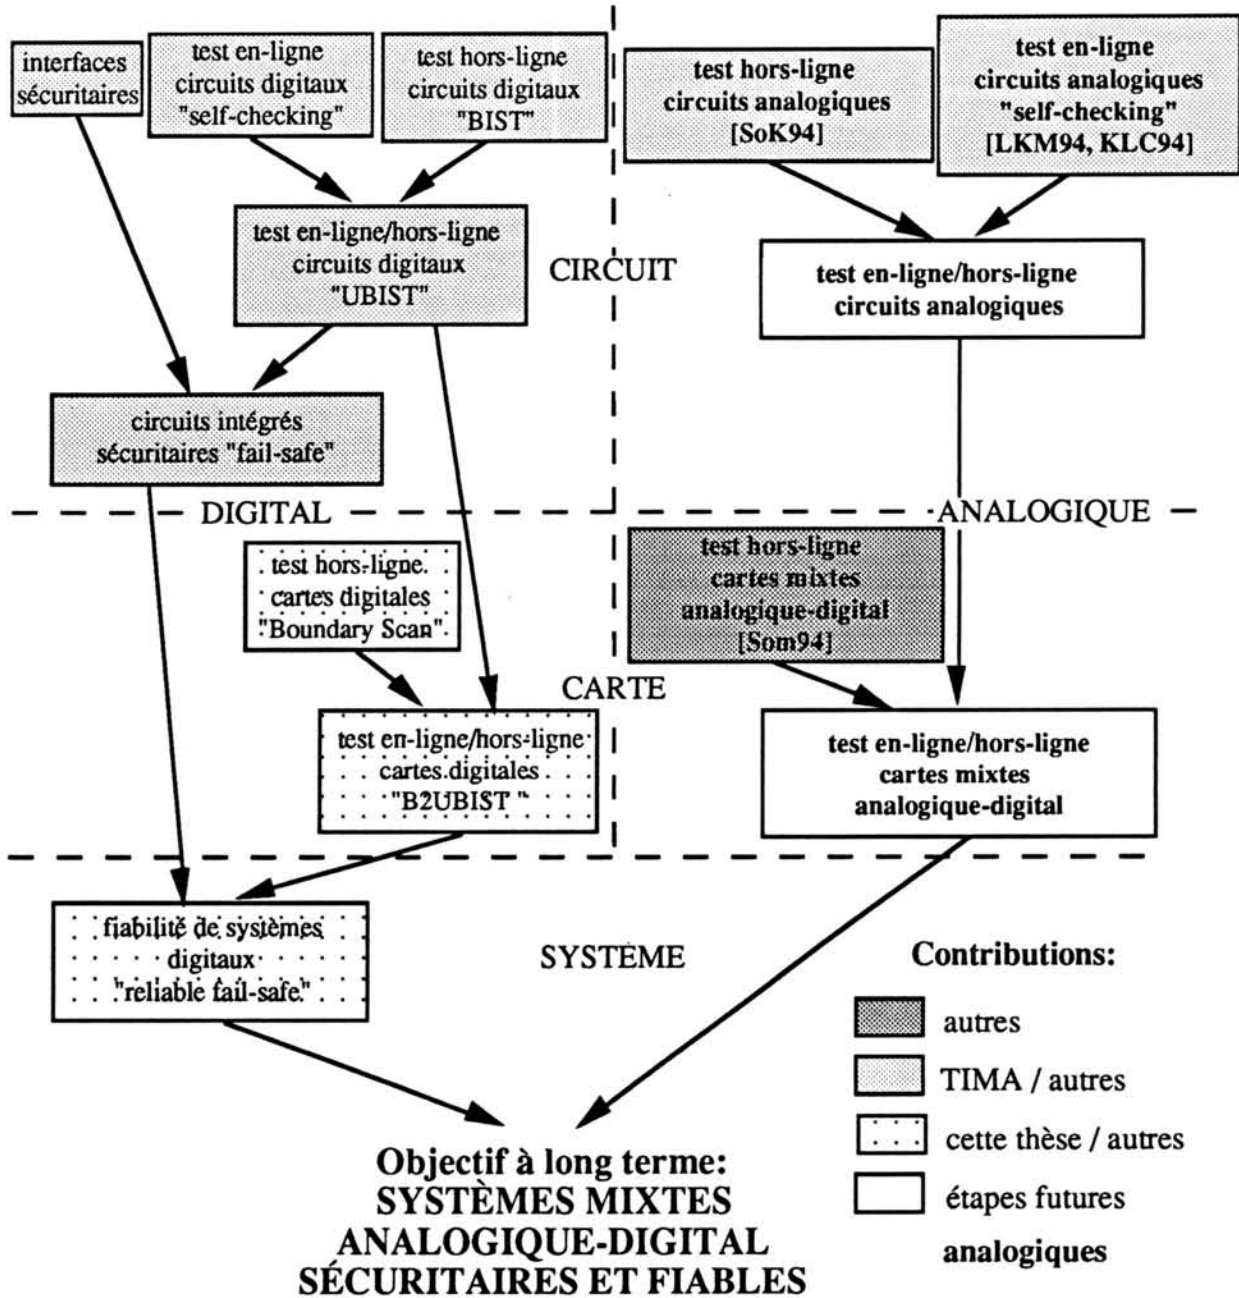 interfaces
sécuritaires
test en-ligne
circuits digitaux
"self-checking"
test hors-ligne
circuits digitaux
"BIST"
test hors-ligne
circuits analogiques
[SoK94]
test en-ligne
circuits analogiques
"self-checking"
[LKM94, KLC94]
test en-ligne/hors-ligne
circuits digitaux
"UBIST"
CIRCUIT
test en-ligne/hors-ligne
circuits analogiques
circuits intégrés
sécuritaires "fail-safe"
DIGITAL
ANALOGIQUE
test hors-ligne
cartes digitales
"Boundary Scan"
test hors-ligne
cartes mixtes
analogique-digital
[Som94]
CARTE
test en-ligne/hors-ligne
cartes digitales
"B2UBIST "
test en-ligne/hors-ligne
cartes mixtes
analogique-digital
fiabilité de systèmes
digitaux
"reliable fail-safe"
SYSTÈME
Contributions:
autres
TIMA / autres
cette thèse / autres
étapes futures
analogiques
Objectif à long terme:
SYSTÈMES MIXTES
ANALOGIQUE-DIGITAL
SÉCURITAIRES ET FIABLES